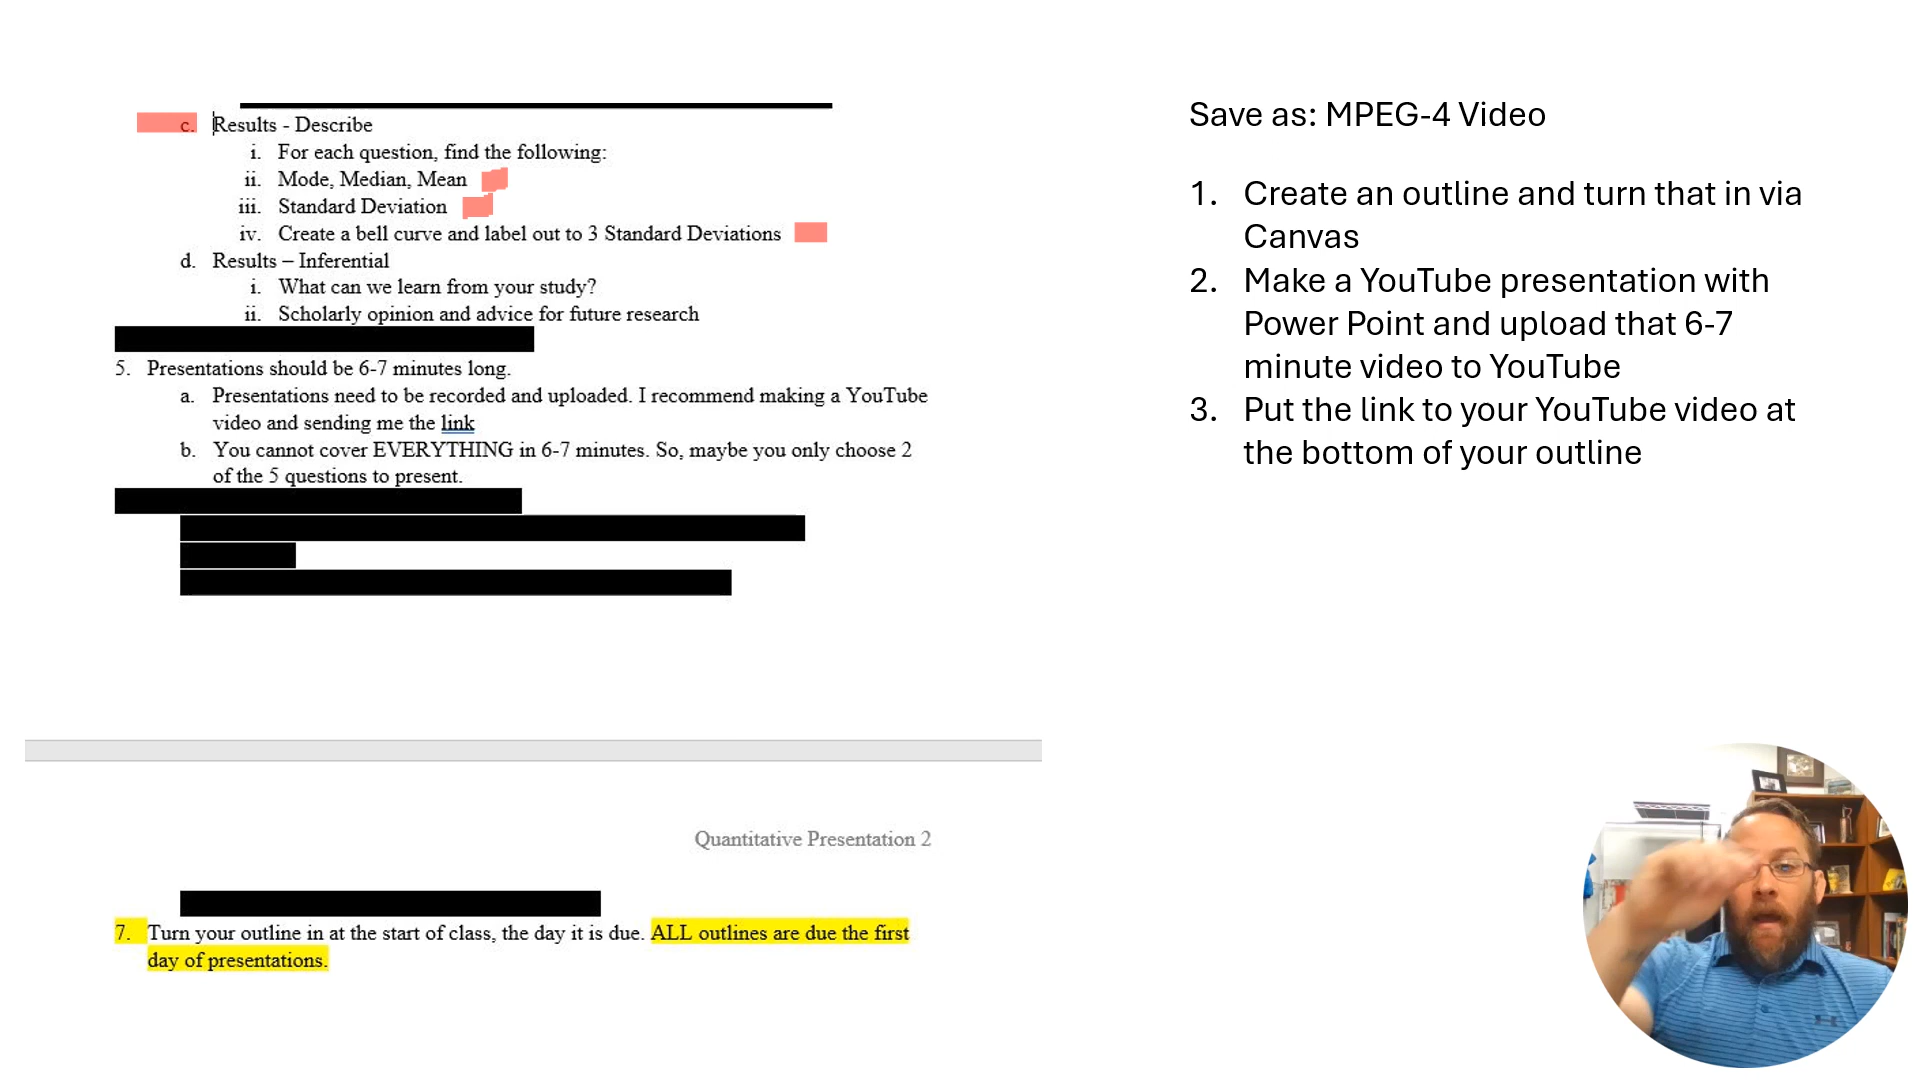 c. Results - Describe
i. For each question, find the following:
ii. Mode, Median, Mean
iii. Standard Deviation
iv. Create a bell curve and label out to 3 Standard Deviations
d. Results – Inferential
i. What can we learn from your study?
ii. Scholarly opinion and advice for future research
5. Presentations should be 6-7 minutes long.
a. Presentations need to be recorded and uploaded. I recommend making a YouTube
video and sending me the link
b. You cannot cover EVERYTHING in 6-7 minutes. So, maybe you only choose 2
of the 5 questions to present.
Quantitative Presentation 2
7. Turn your outline in at the start of class, the day it is due. ALL outlines are due the first
day of presentations.
Save as: MPEG-4 Video
1. Create an outline and turn that in via
Canvas
2. Make a YouTube presentation with
Power Point and upload that 6-7
minute video to YouTube
3. Put the link to your YouTube video at
the bottom of your outline